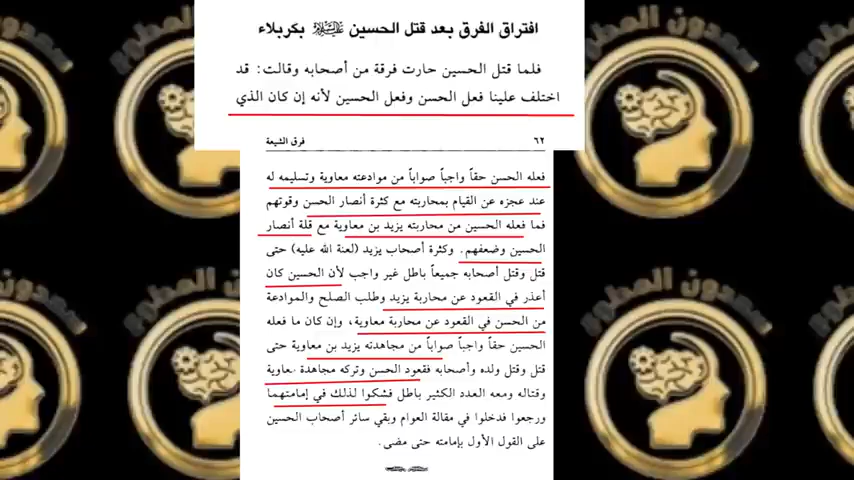 افتراق الفرق بعد قتل الحسين عليه السلام بكربلاء
فلما قتل الحسين حارت فرقة من أصحابه وقالت: قد
اختلف علينا فعل الحسن وفعل الحسين لأنه إن كان الذي
٦٢ فرق الشيعة
فعله الحسن حقاً واجباً صواباً من موادعته معاوية وتسليمه له
عند عجزه عن القيام بمحاربته مع كثرة أنصار الحسن وقوتهم
فما فعله الحسين من محاربته يزيد بن معاوية مع قلة أنصار
الحسين وضعفهم. وكثرة أصحاب يزيد (لعنة الله عليه) حتى
قتل وقتل أصحابه جميعاً باطل غير واجب لأن الحسين كان
أعذر في القعود عن محاربة يزيد وطلب الصلح والموادعة
من الحسن في القعود عن محاربة معاوية، وإن كان ما فعله
الحسين حقاً واجباً صواباً من مجاهدته يزيد بن معاوية حتى
قتل وقتل ولده وأصحابه فقعود الحسن وتركه مجاهدة معاوية
وقتاله ومعه العدد الكثير باطل فشكوا لذلك في إمامتهما
ورجعوا فدخلوا في مقالة العوام وبقي سائر أصحاب الحسين
على القول الأول بإمامته حتى مضى.
سعدون المطوع
سعدون المطوع
سعدون المطوع